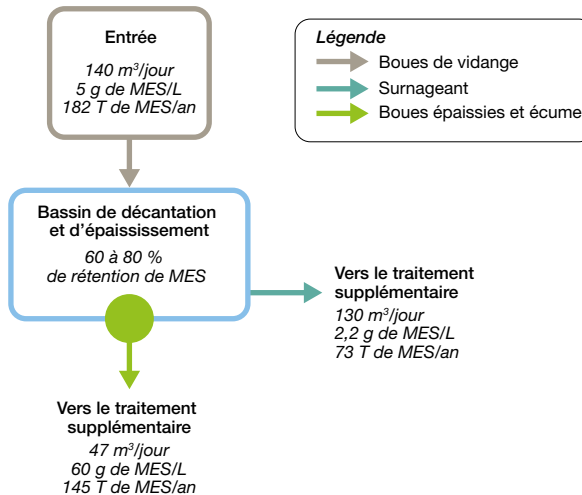 Entrée
140 m³/jour
5 g de MES/L
182 T de MES/an
Légende
Boues de vidange
Surnageant
Boues épaissies et écume
Bassin de décantation
et d'épaississement
60 à 80 %
de rétention de MES
Vers le traitement
supplémentaire
130 m³/jour
2,2 g de MES/L
73 T de MES/an
Vers le traitement
supplémentaire
47 m³/jour
60 g de MES/L
145 T de MES/an